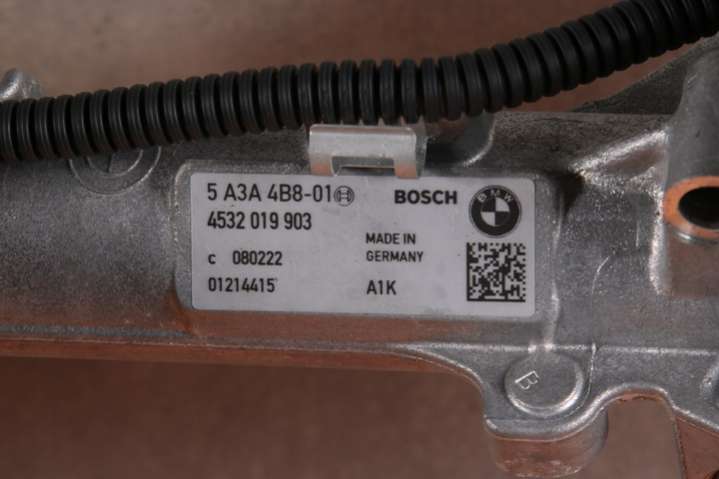 5 A3A 4B8-01
BOSCH
BMW
4532 019 903
MADE IN
GERMANY
c 080222
01214415
A1K
B